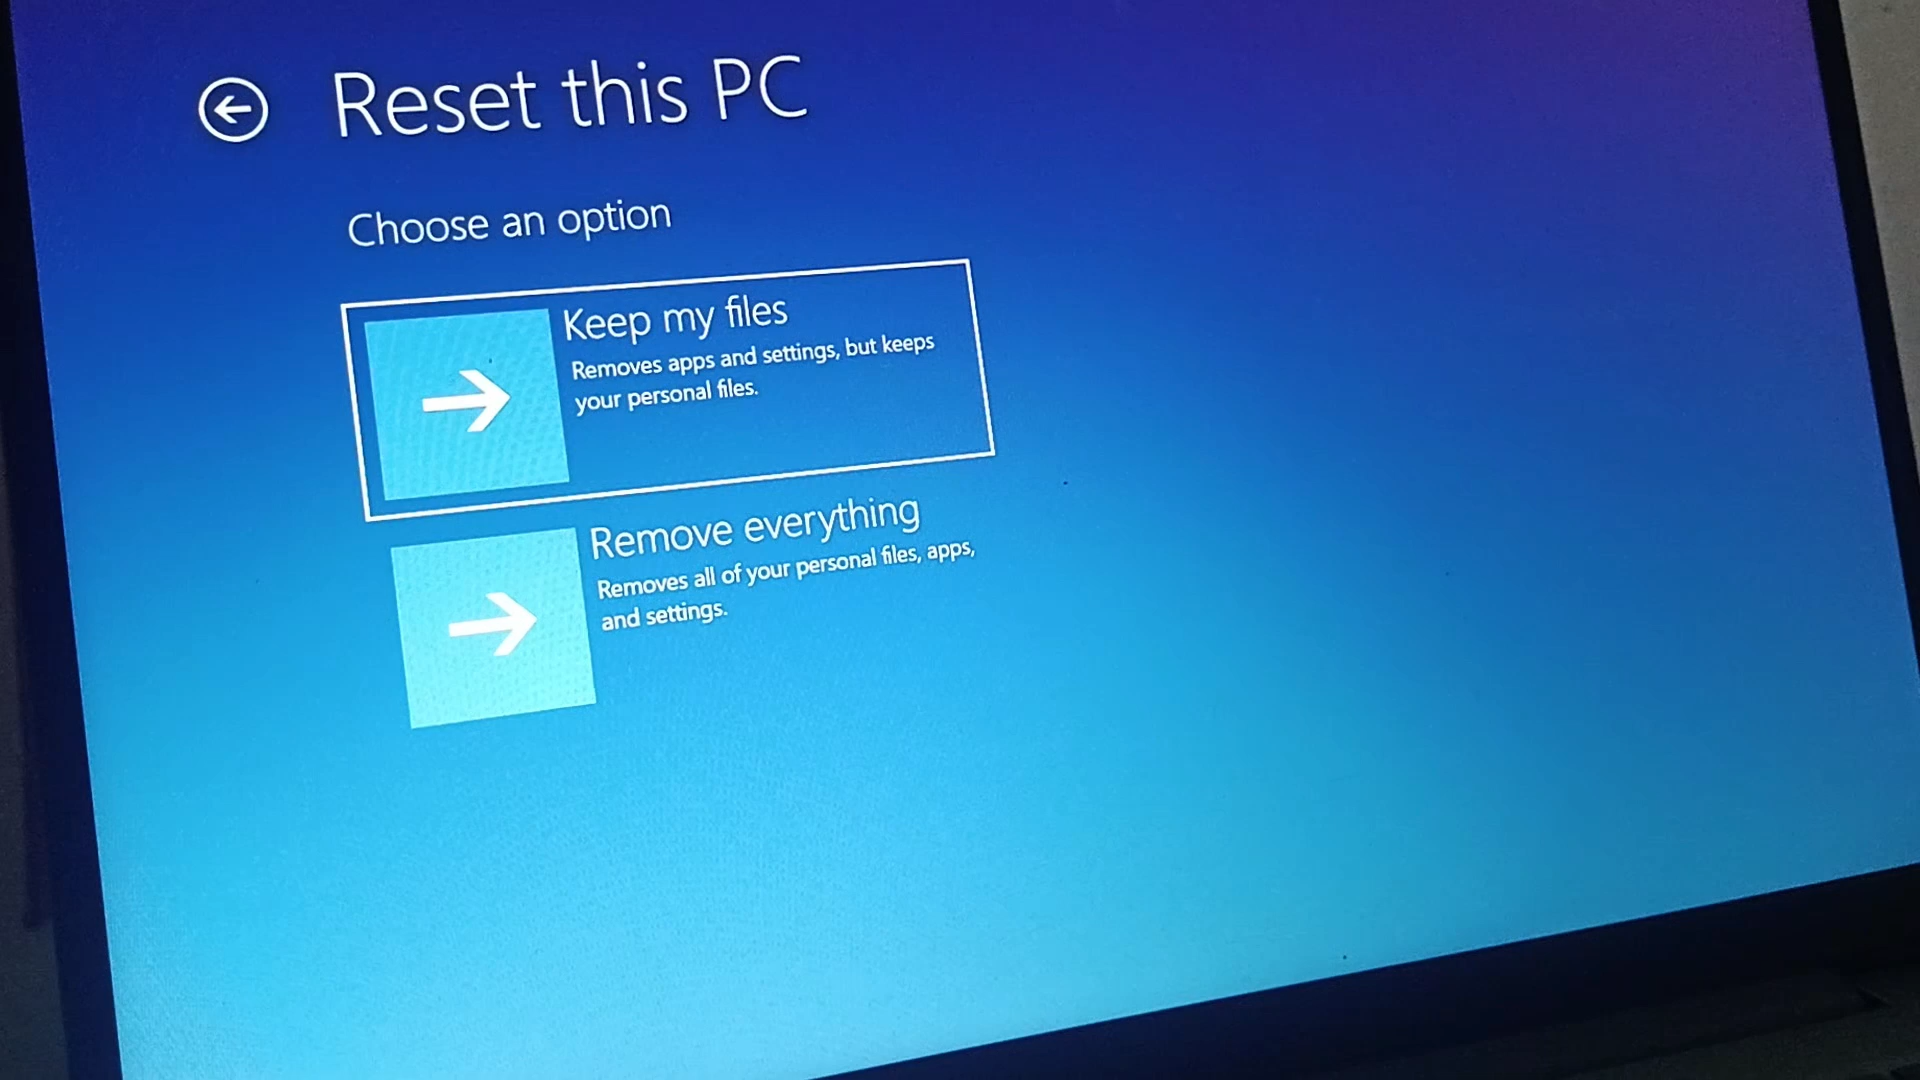 Reset this PC
Choose an option
Keep my files
Removes apps and settings, but keeps
your personal files.
Remove everything
Removes all of your personal files, apps,
and settings.